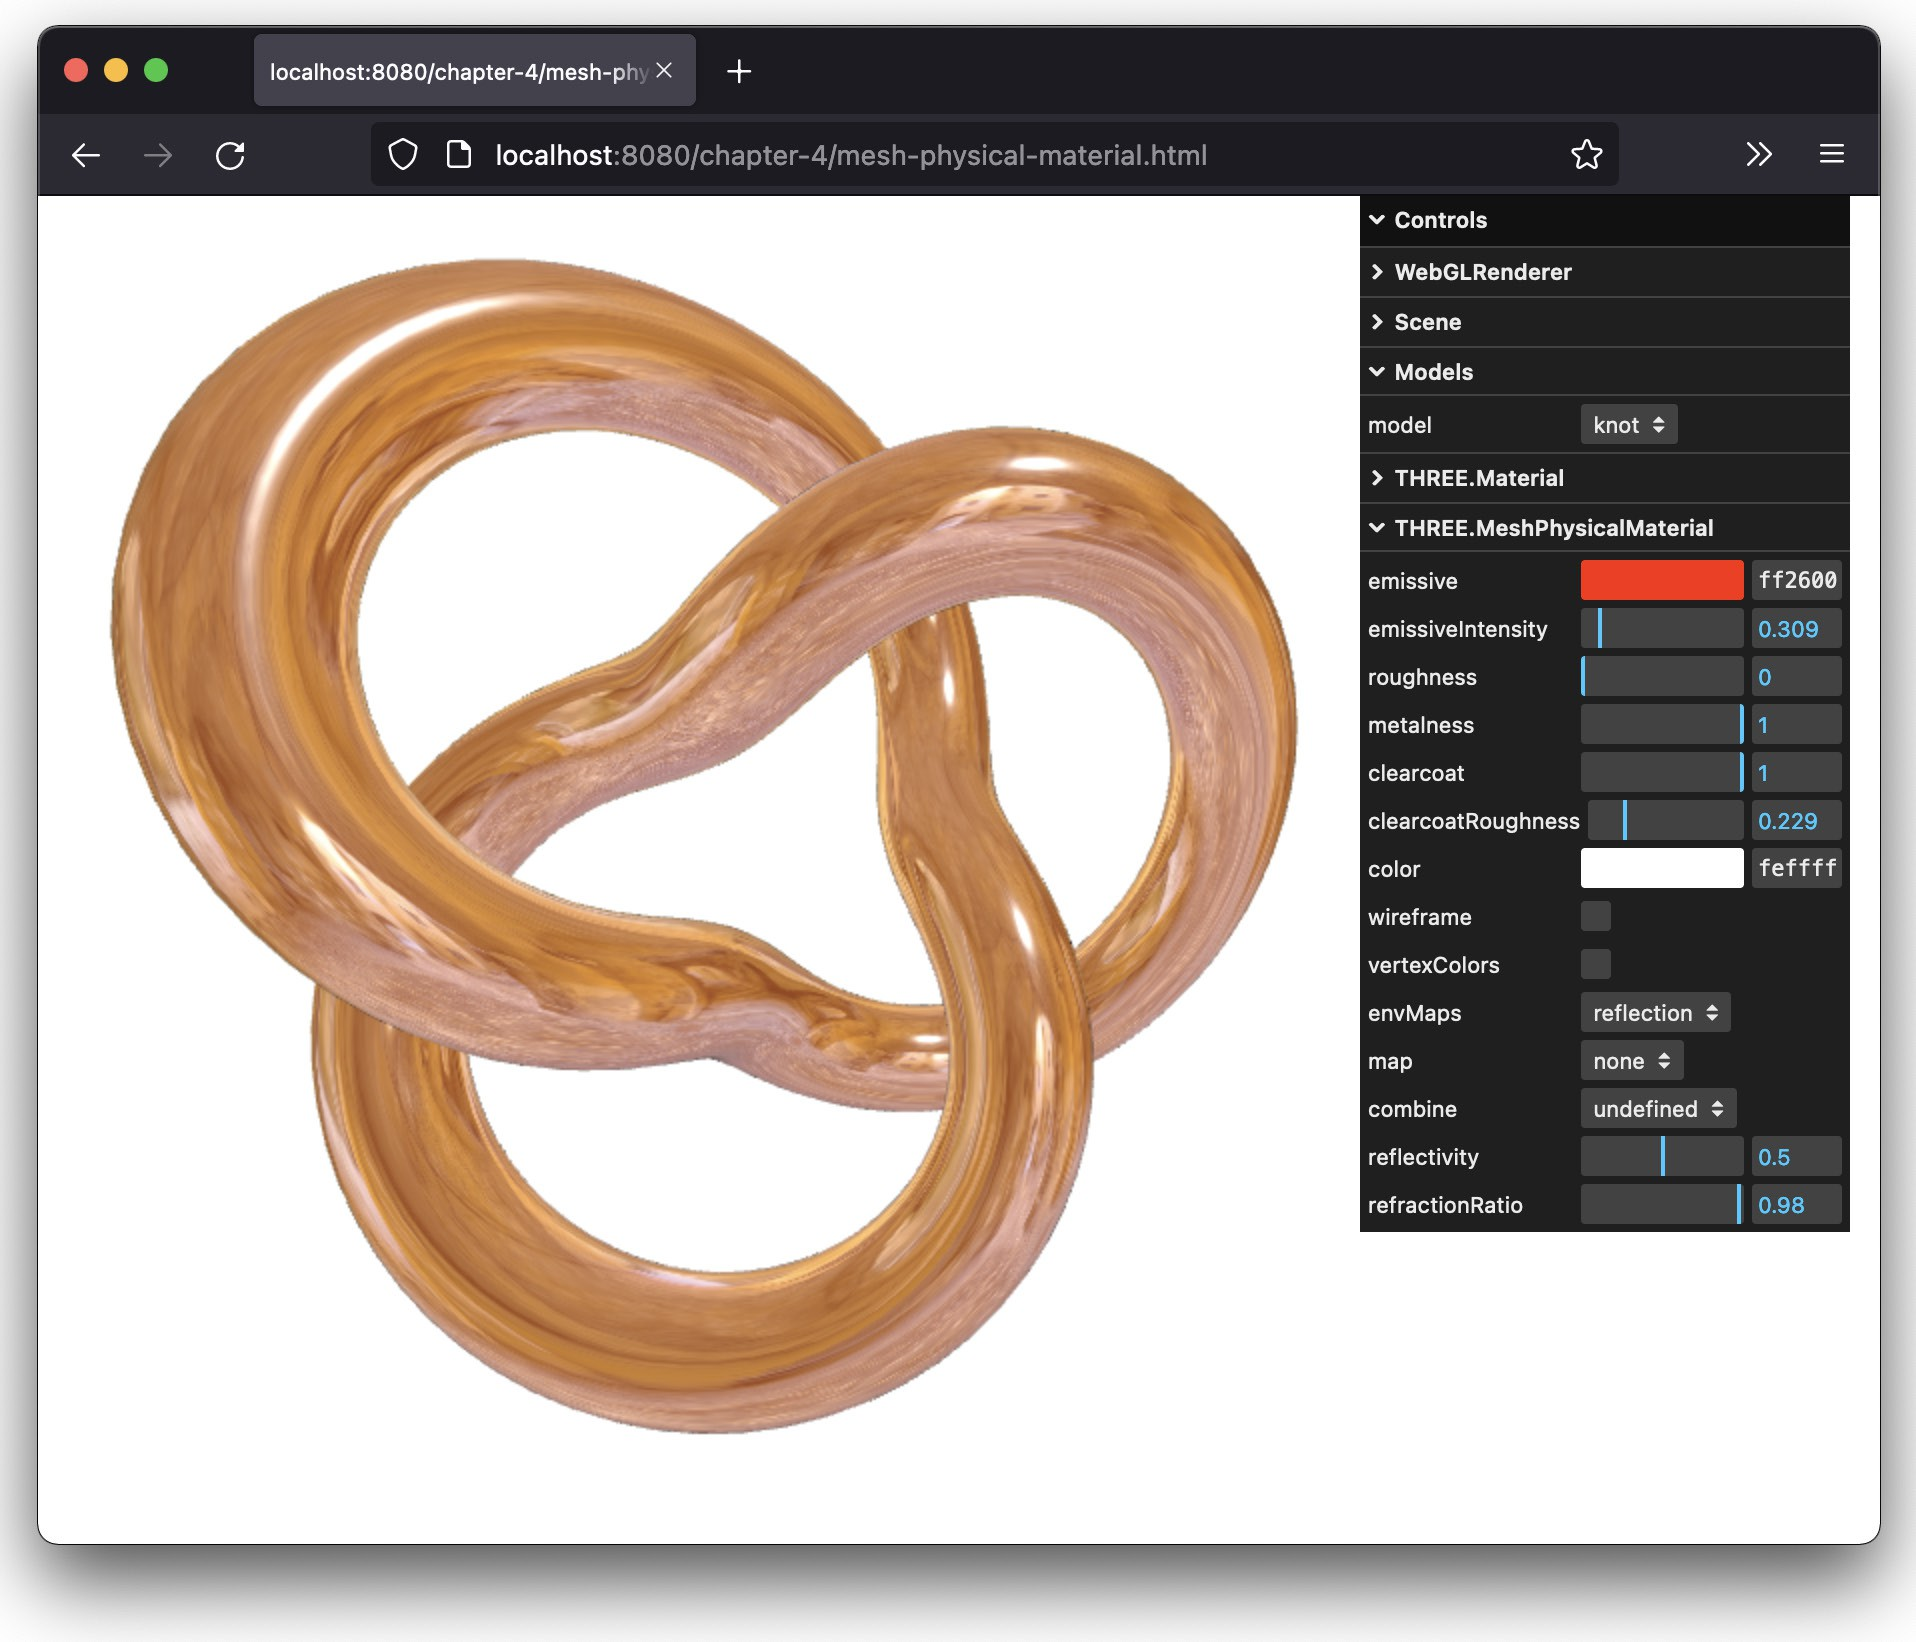 localhost:8080/chapter-4/mesh-phy
localhost:8080/chapter-4/mesh-physical-material.html
Controls
WebGLRenderer
Scene
Models
model knot
THREE.Material
THREE.MeshPhysicalMaterial
emissive ff2600
emissiveIntensity 0.309
roughness 0
metalness 1
clearcoat 1
clearcoatRoughness 0.229
color feffff
wireframe
vertexColors
envMaps reflection
map none
combine undefined
reflectivity 0.5
refractionRatio 0.98